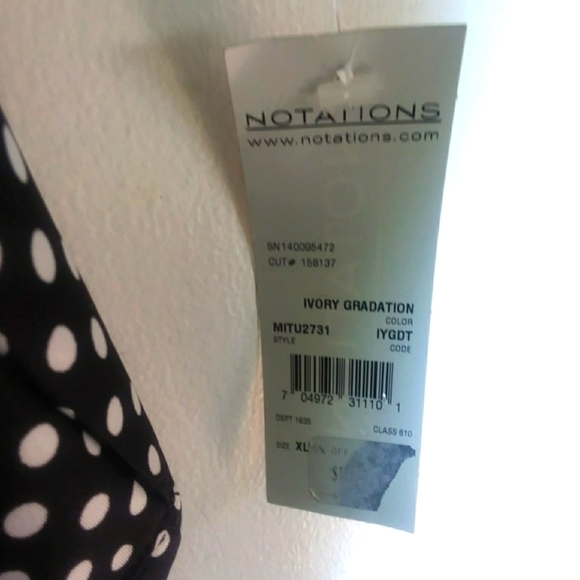 NOTATIONS
www.notations.com
SN140095472
CUT# 158137
IVORY GRADATION
COLOR
MITU2731 IYGDT
STYLE CODE
7 04972 31110 1
DEPT 1635
CLASS 610
SIZE XL